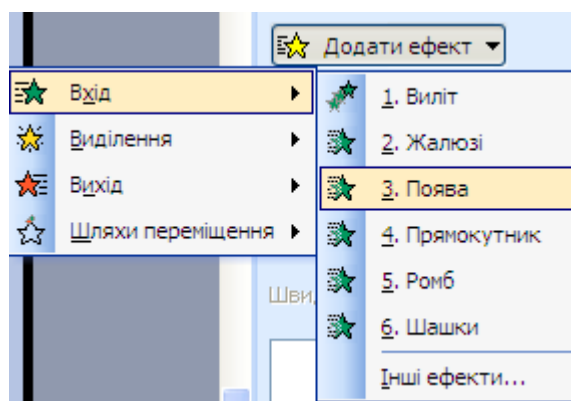 Додати ефект
Вхід
Виділення
Вихід
Шляхи переміщення
1. Виліт
2. Жалюзі
3. Поява
4. Прямокутник
5. Ромб
6. Шашки
Інші ефекти...